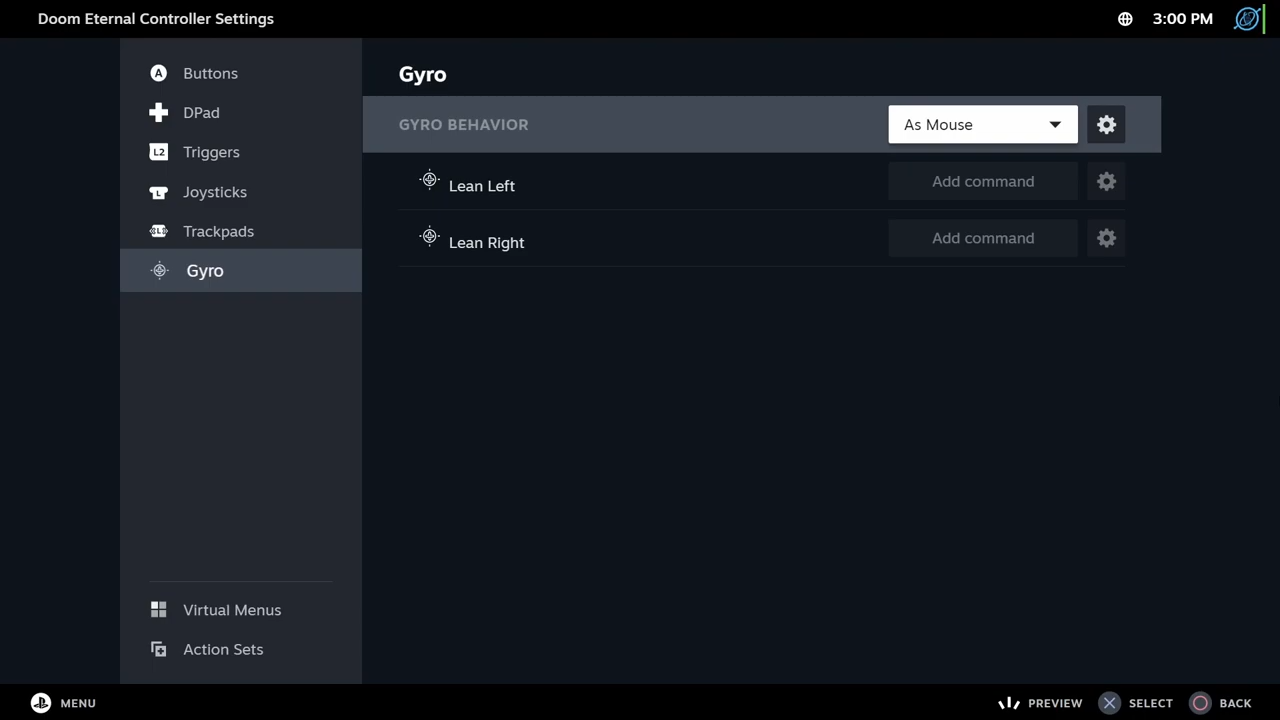 Doom Eternal Controller Settings
3:00 PM
A Buttons
DPad
L2 Triggers
L Joysticks
Trackpads
Gyro
Virtual Menus
Action Sets
Gyro
GYRO BEHAVIOR
As Mouse
Lean Left
Add command
Lean Right
Add command
MENU
PREVIEW
SELECT
BACK